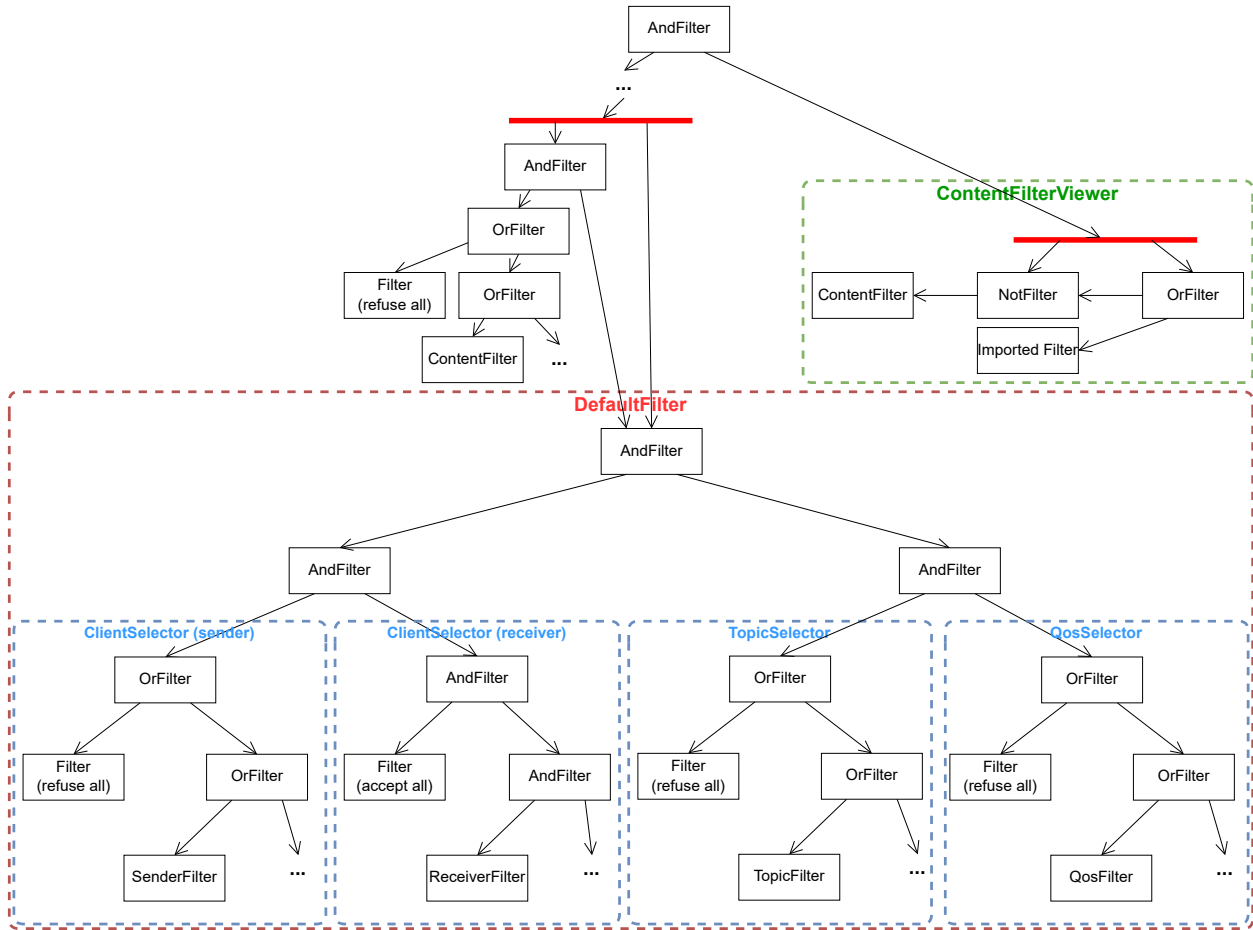 AndFilter
...
AndFilter
ContentFilterViewer
OrFilter
Filter
(refuse all)
OrFilter
ContentFilter
NotFilter
OrFilter
ContentFilter
...
Imported Filter
DefaultFilter
AndFilter
AndFilter
AndFilter
ClientSelector (sender)
ClientSelector (receiver)
TopicSelector
QosSelector
OrFilter
AndFilter
OrFilter
OrFilter
Filter
(refuse all)
OrFilter
Filter
(accept all)
AndFilter
Filter
(refuse all)
OrFilter
Filter
(refuse all)
OrFilter
SenderFilter
...
ReceiverFilter
...
TopicFilter
...
QosFilter
...